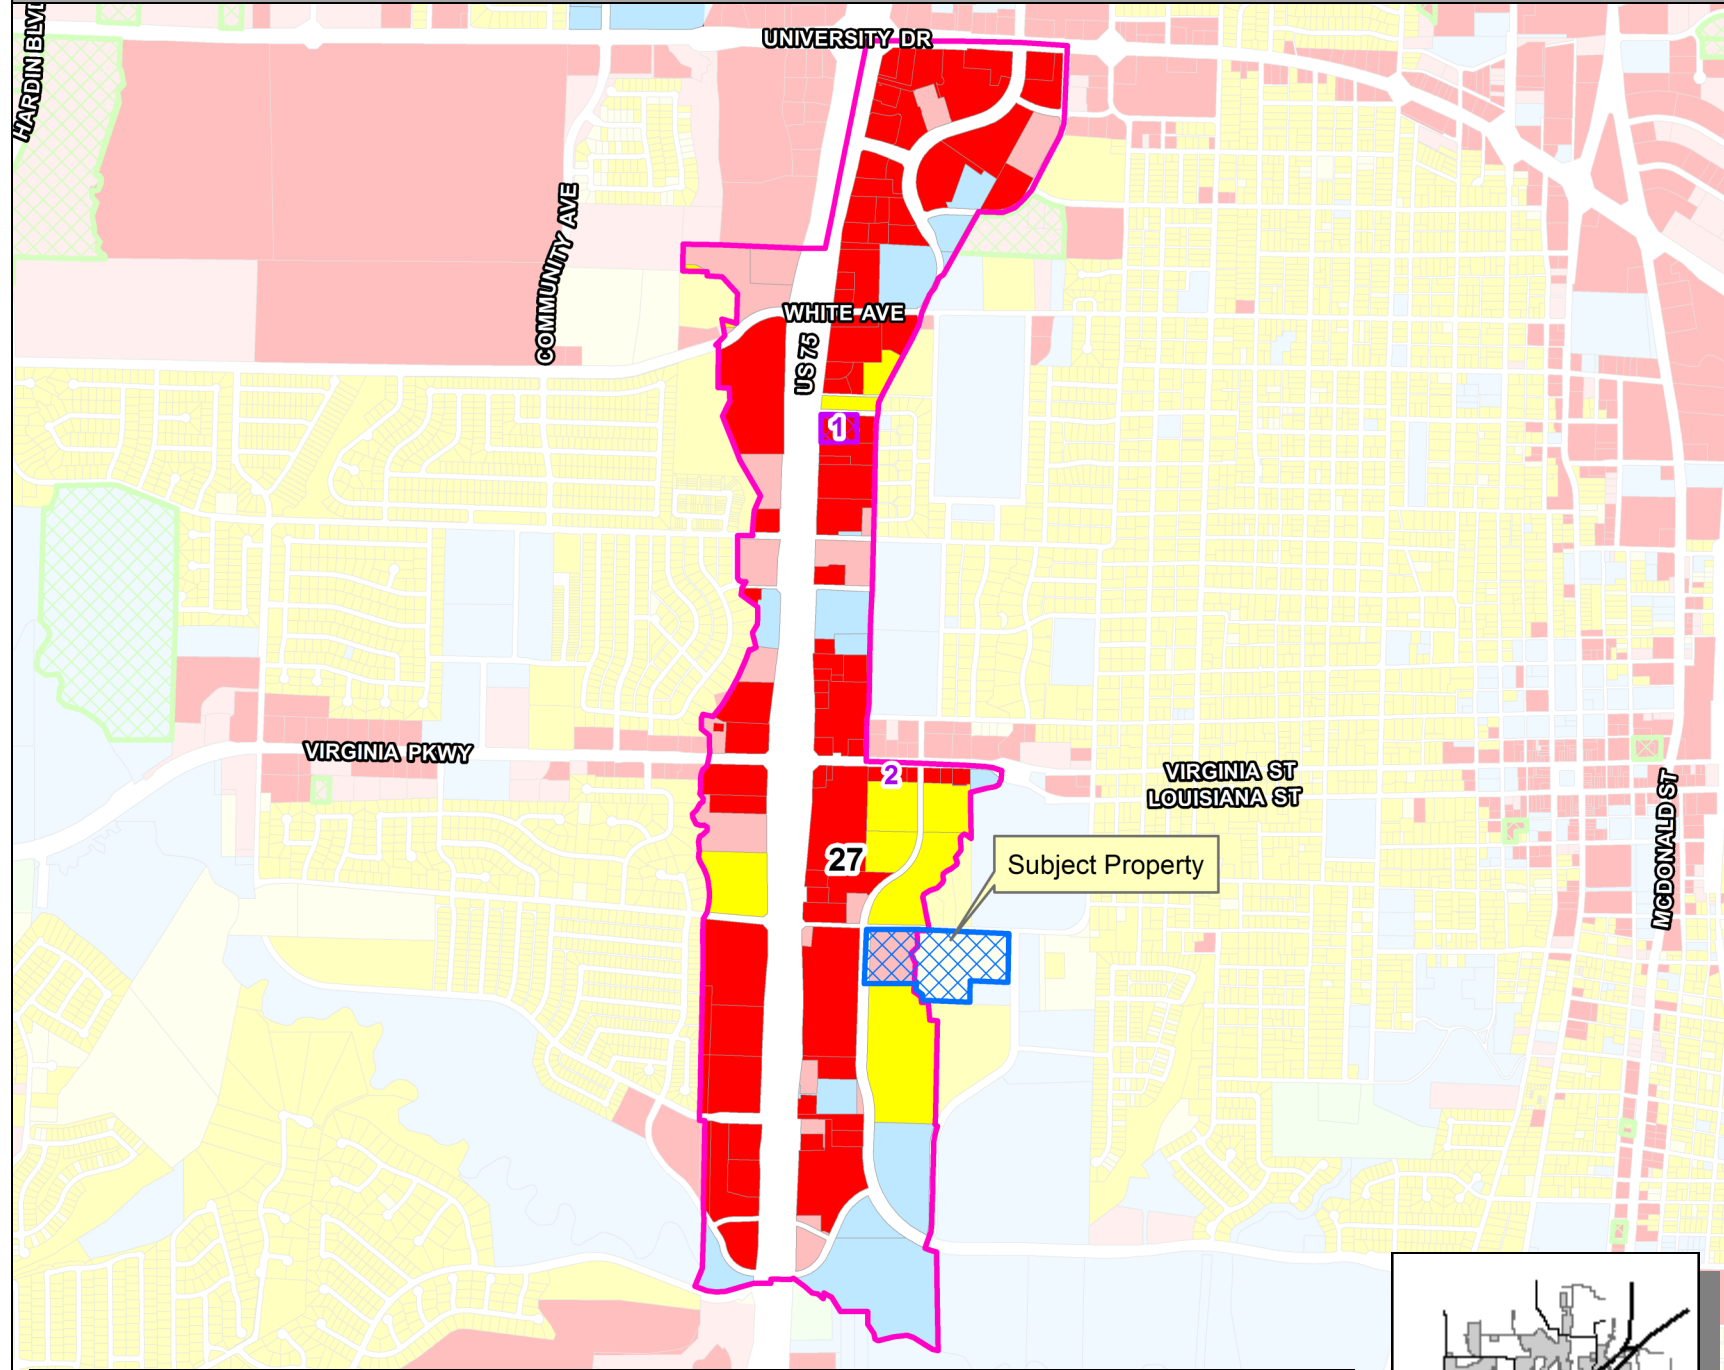 HARDIN BLVD
UNIVERSITY DR
COMMUNITY AVE
WHITE AVE
US 75
1
VIRGINIA PKWY
2
VIRGINIA ST
LOUISIANA ST
MCDONALD ST
27
Subject Property